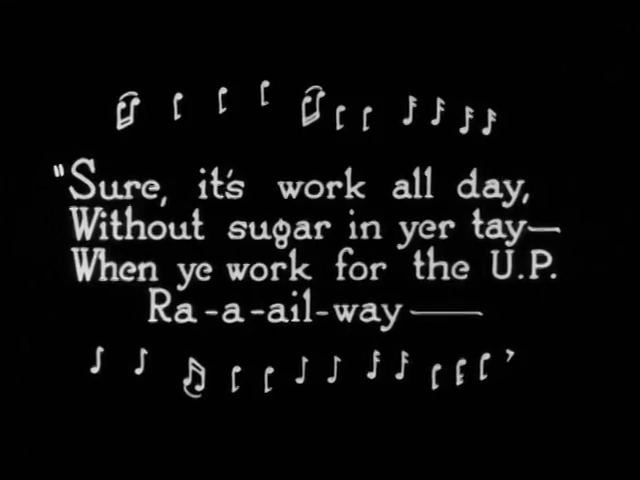 "Sure, it's work all day,
Without sugar in yer tay—
When ye work for the U.P.
Ra-a-ail-way—